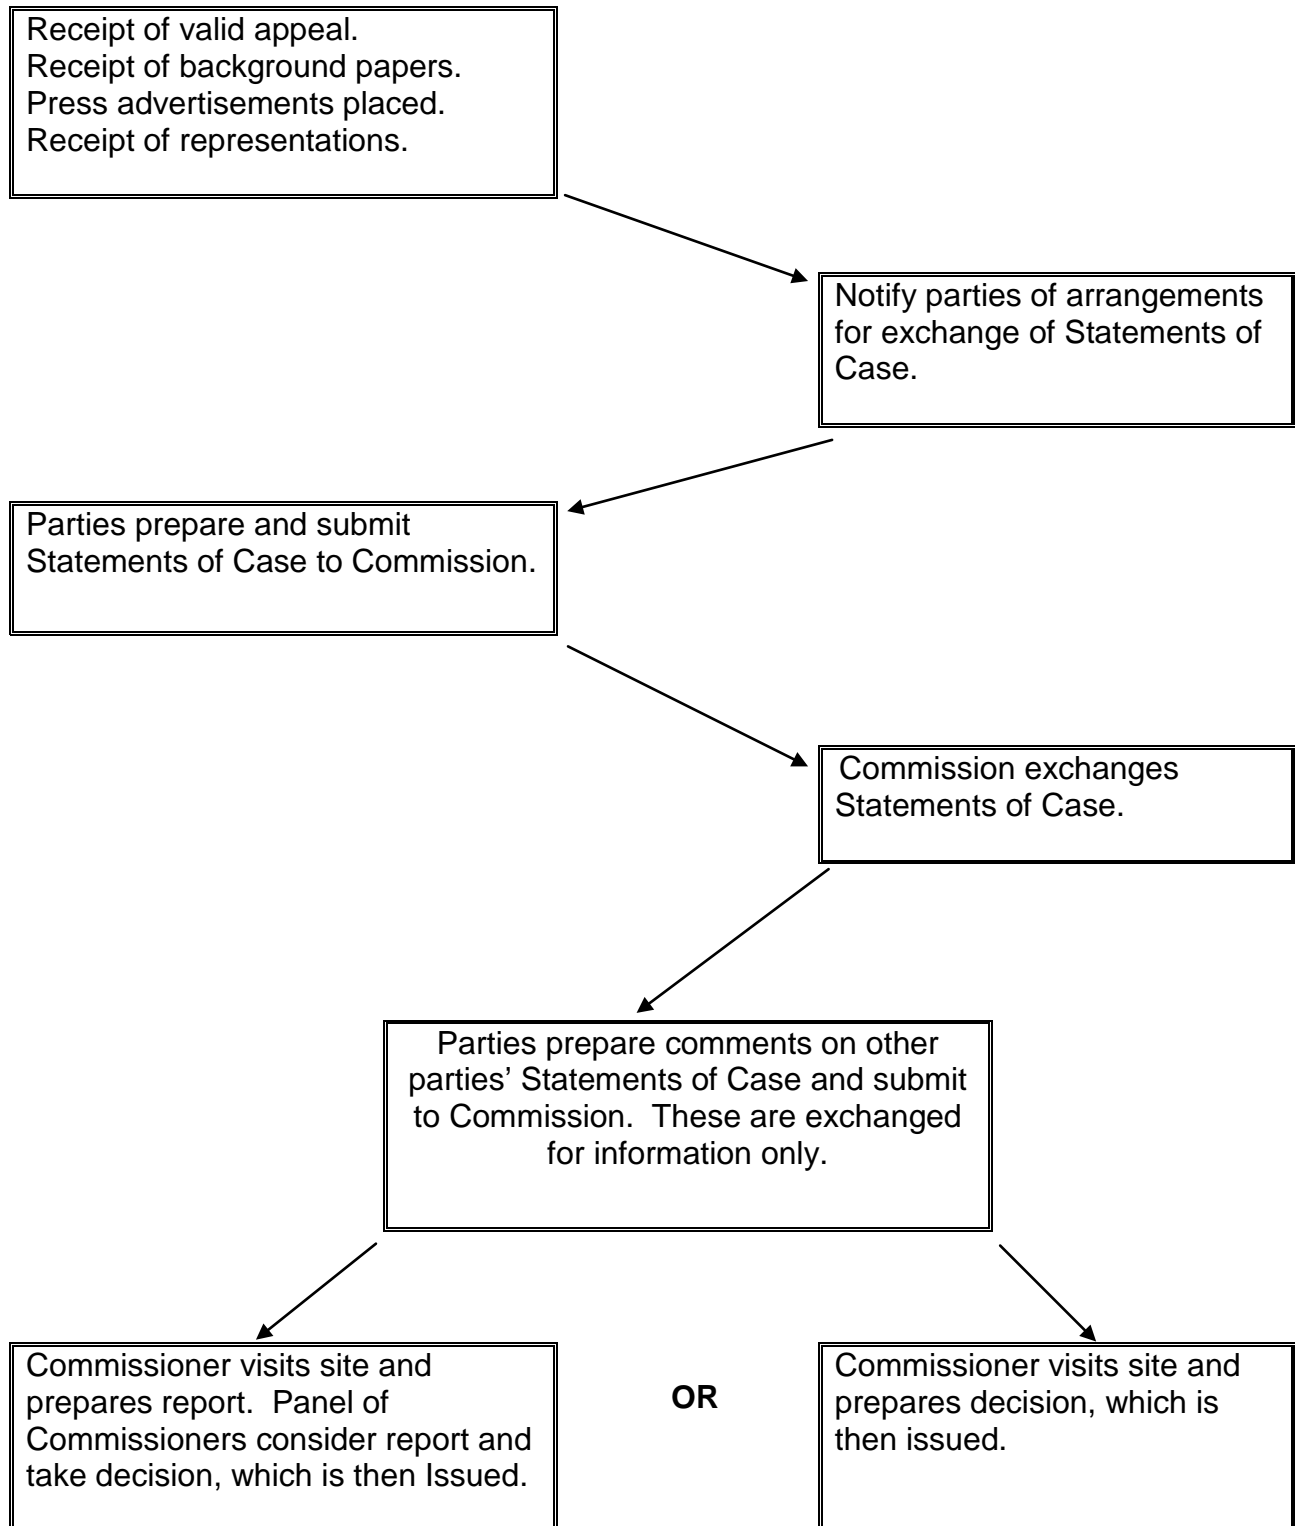 Receipt of valid appeal.
Receipt of background papers.
Press advertisements placed.
Receipt of representations.
Notify parties of arrangements
for exchange of Statements of
Case.
Parties prepare and submit
Statements of Case to Commission.
Commission exchanges
Statements of Case.
Parties prepare comments on other
parties’ Statements of Case and submit
to Commission.  These are exchanged
for information only.
Commissioner visits site and
prepares report.  Panel of
Commissioners consider report and
take decision, which is then Issued.
OR
Commissioner visits site and
prepares decision, which is
then issued.